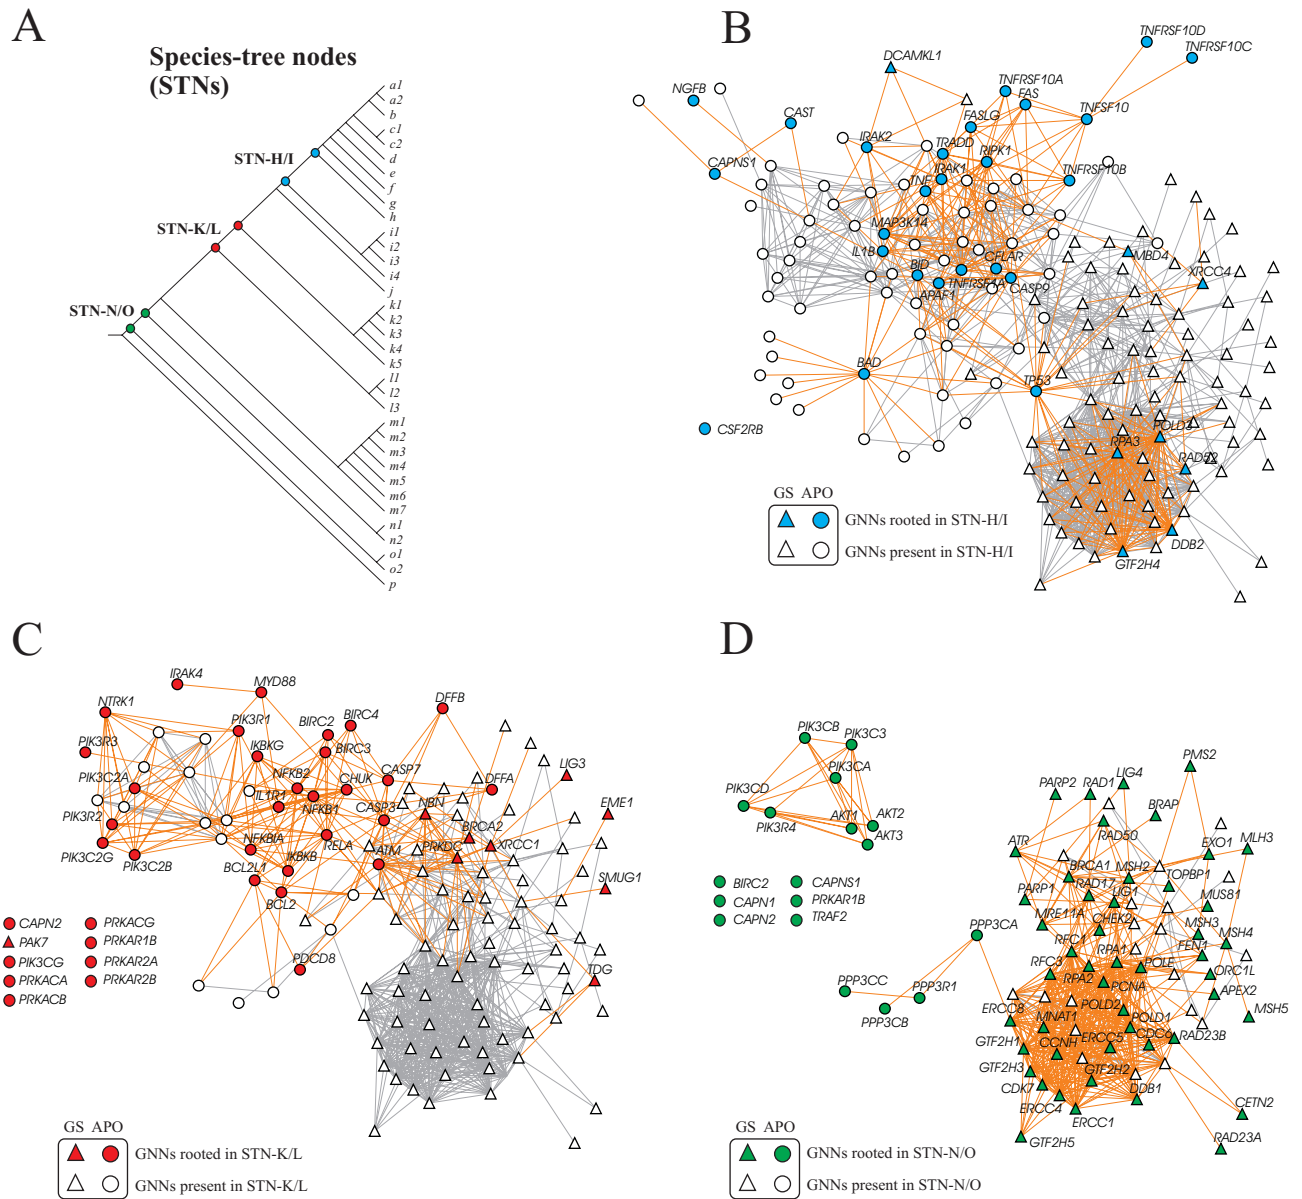 A
Species-tree nodes
(STNs)
STN-H/I
STN-K/L
STN-N/O
a1
a2
b
c1
c2
d
e
f
g
h
i1
i2
i3
i4
j
k1
k2
k3
k4
k5
l1
l2
l3
m1
m2
m3
m4
m5
m6
m7
n1
n2
o1
o2
p
B
TNFRSF10D
TNFRSF10C
DCAMKL1
NGFB
CAST
TNFRSF10A
FAS
TNFSF10
FASLG
IRAK2
TRADD
RIPK1
CAPNS1
IRAK1
TNF
TNFRSF10B
MAP3K14
IL1B
MBD4
XRCC4
BID
CFLAR
TNFRSF1A
CASP9
APAF1
BAD
TP53
CSF2RB
POLD3
RPA3
RAD52
DDB2
GTF2H4
GS APO
GNNs rooted in STN-H/I
GNNs present in STN-H/I
C
IRAK4
MYD88
NTRK1
DFFB
PIK3R1
BIRC2
BIRC4
PIK3R3
IKBKG
BIRC3
LIG3
PIK3C2A
NFKB2
CHUK
CASP7
DFFA
IL1R1
NFKB1
CASP3
NBN
EME1
PIK3R2
NFKBIA
RELA
BRCA2
PIK3C2G
PIK3C2B
IKBKB
ATM
PRKDC
XRCC1
BCL2L1
SMUG1
BCL2
PDCD8
TDG
CAPN2
PAK7
PIK3CG
PRKACA
PRKACB
PRKACG
PRKAR1B
PRKAR2A
PRKAR2B
GS APO
GNNs rooted in STN-K/L
GNNs present in STN-K/L
D
PIK3CB
PIK3C3
PIK3CA
PIK3CD
PIK3R4
AKT1
AKT2
AKT3
BIRC2
CAPN1
CAPN2
CAPNS1
PRKAR1B
TRAF2
PPP3CA
PPP3CC
PPP3R1
PPP3CB
PMS2
PARP2
RAD1
LIG4
BRAP
RAD50
ATR
EXO1
MLH3
BRCA1
MSH2
TOPBP1
PARP1
RAD17
LIG1
MUS81
MRE11A
CHEK2
MSH3
MSH4
RFC1
RPA1
FEN1
RFC3
POLE
RPA2
PCNA
ORC1L
APEX2
ERCC8
POLD2
MSH5
MNAT1
POLD1
GTF2H1
CCNH
ERCC5
CDC6
RAD23B
GTF2H3
GTF2H2
CDK7
DDB1
ERCC4
ERCC1
CETN2
GTF2H5
RAD23A
GS APO
GNNs rooted in STN-N/O
GNNs present in STN-N/O